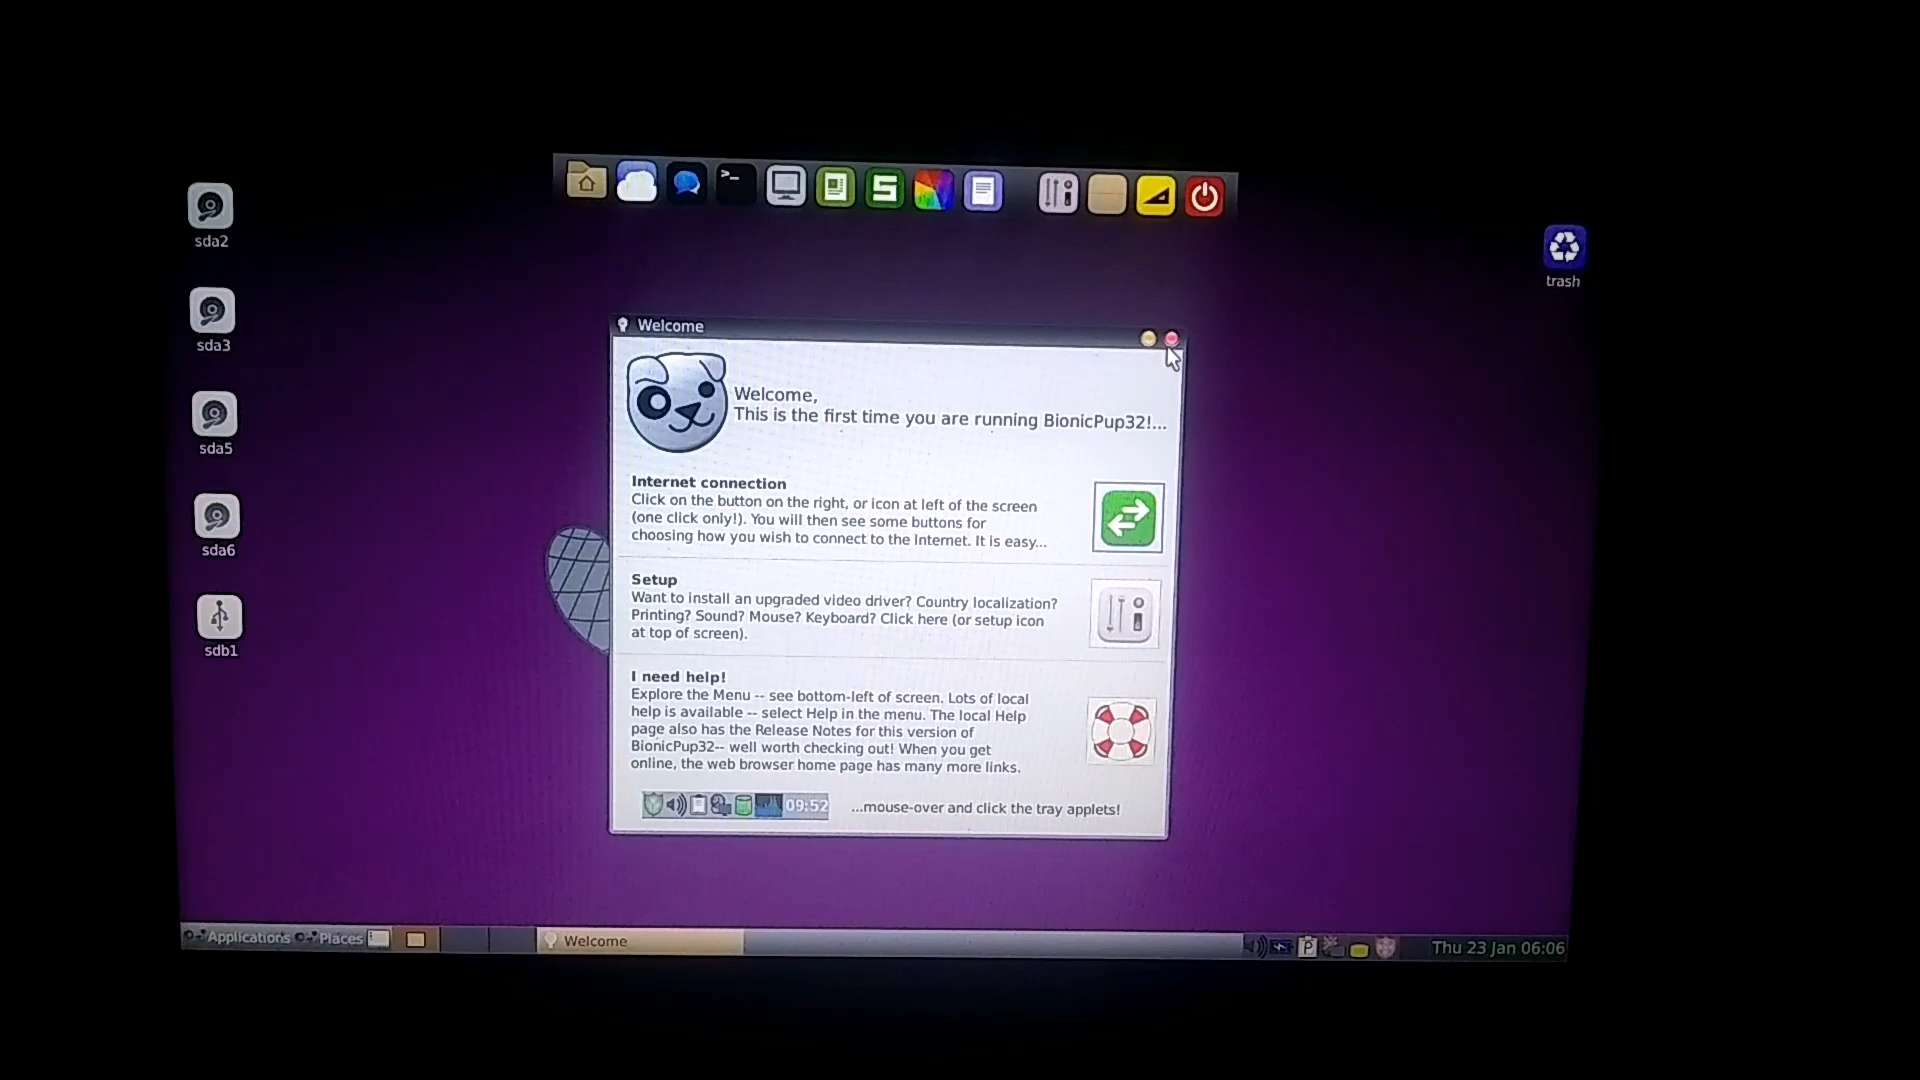 >_
S
sda2
sda3
sda5
sda6
sdb1
trash
Welcome
Welcome,
This is the first time you are running BionicPup32!...
Internet connection
Click on the button on the right, or icon at left of the screen
(one click only!). You will then see some buttons for
choosing how you wish to connect to the Internet. It is easy...
Setup
Want to install an upgraded video driver? Country localization?
Printing? Sound? Mouse? Keyboard? Click here (or setup icon
at top of screen).
I need help!
Explore the Menu -- see bottom-left of screen. Lots of local
help is available -- select Help in the menu. The local Help
page also has the Release Notes for this version of
BionicPup32-- well worth checking out! When you get
online, the web browser home page has many more links.
09:52
...mouse-over and click the tray applets!
Applications Places
Welcome
P
Thu 23 Jan 06:06